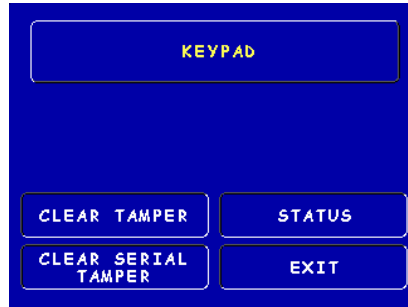 KEYPAD
CLEAR TAMPER
STATUS
CLEAR SERIAL
TAMPER
EXIT